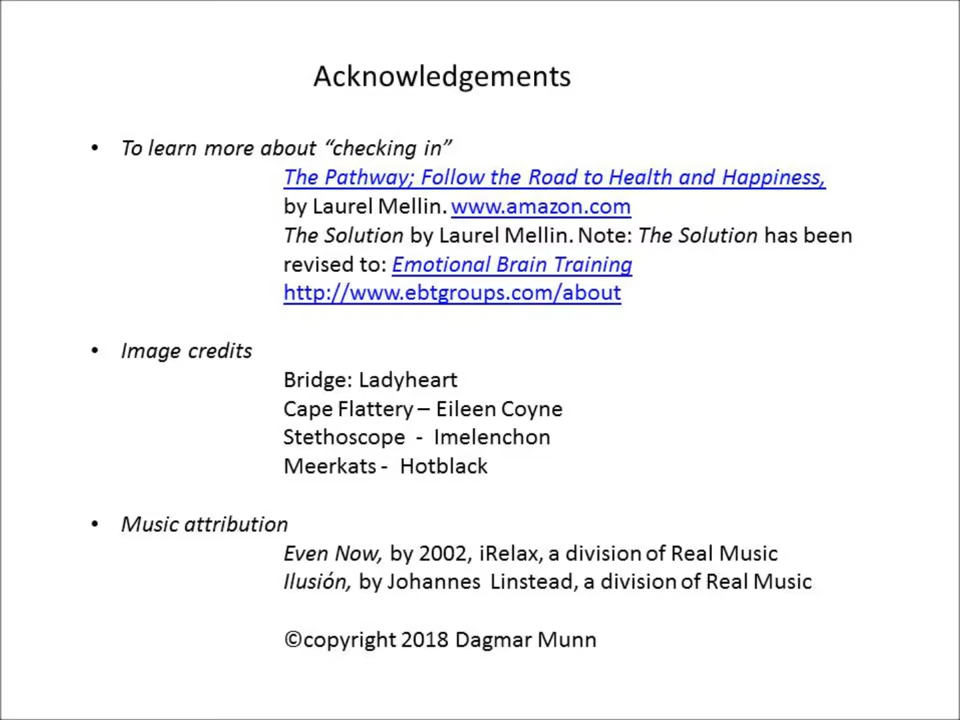 Acknowledgements
• To learn more about “checking in”
The Pathway; Follow the Road to Health and Happiness,
by Laurel Mellin. www.amazon.com
The Solution by Laurel Mellin. Note: The Solution has been
revised to: Emotional Brain Training
http://www.ebtgroups.com/about
• Image credits
Bridge: Ladyheart
Cape Flattery – Eileen Coyne
Stethoscope - Imelenchon
Meerkats - Hotblack
• Music attribution
Even Now, by 2002, iRelax, a division of Real Music
Ilusión, by Johannes Linstead, a division of Real Music
©copyright 2018 Dagmar Munn